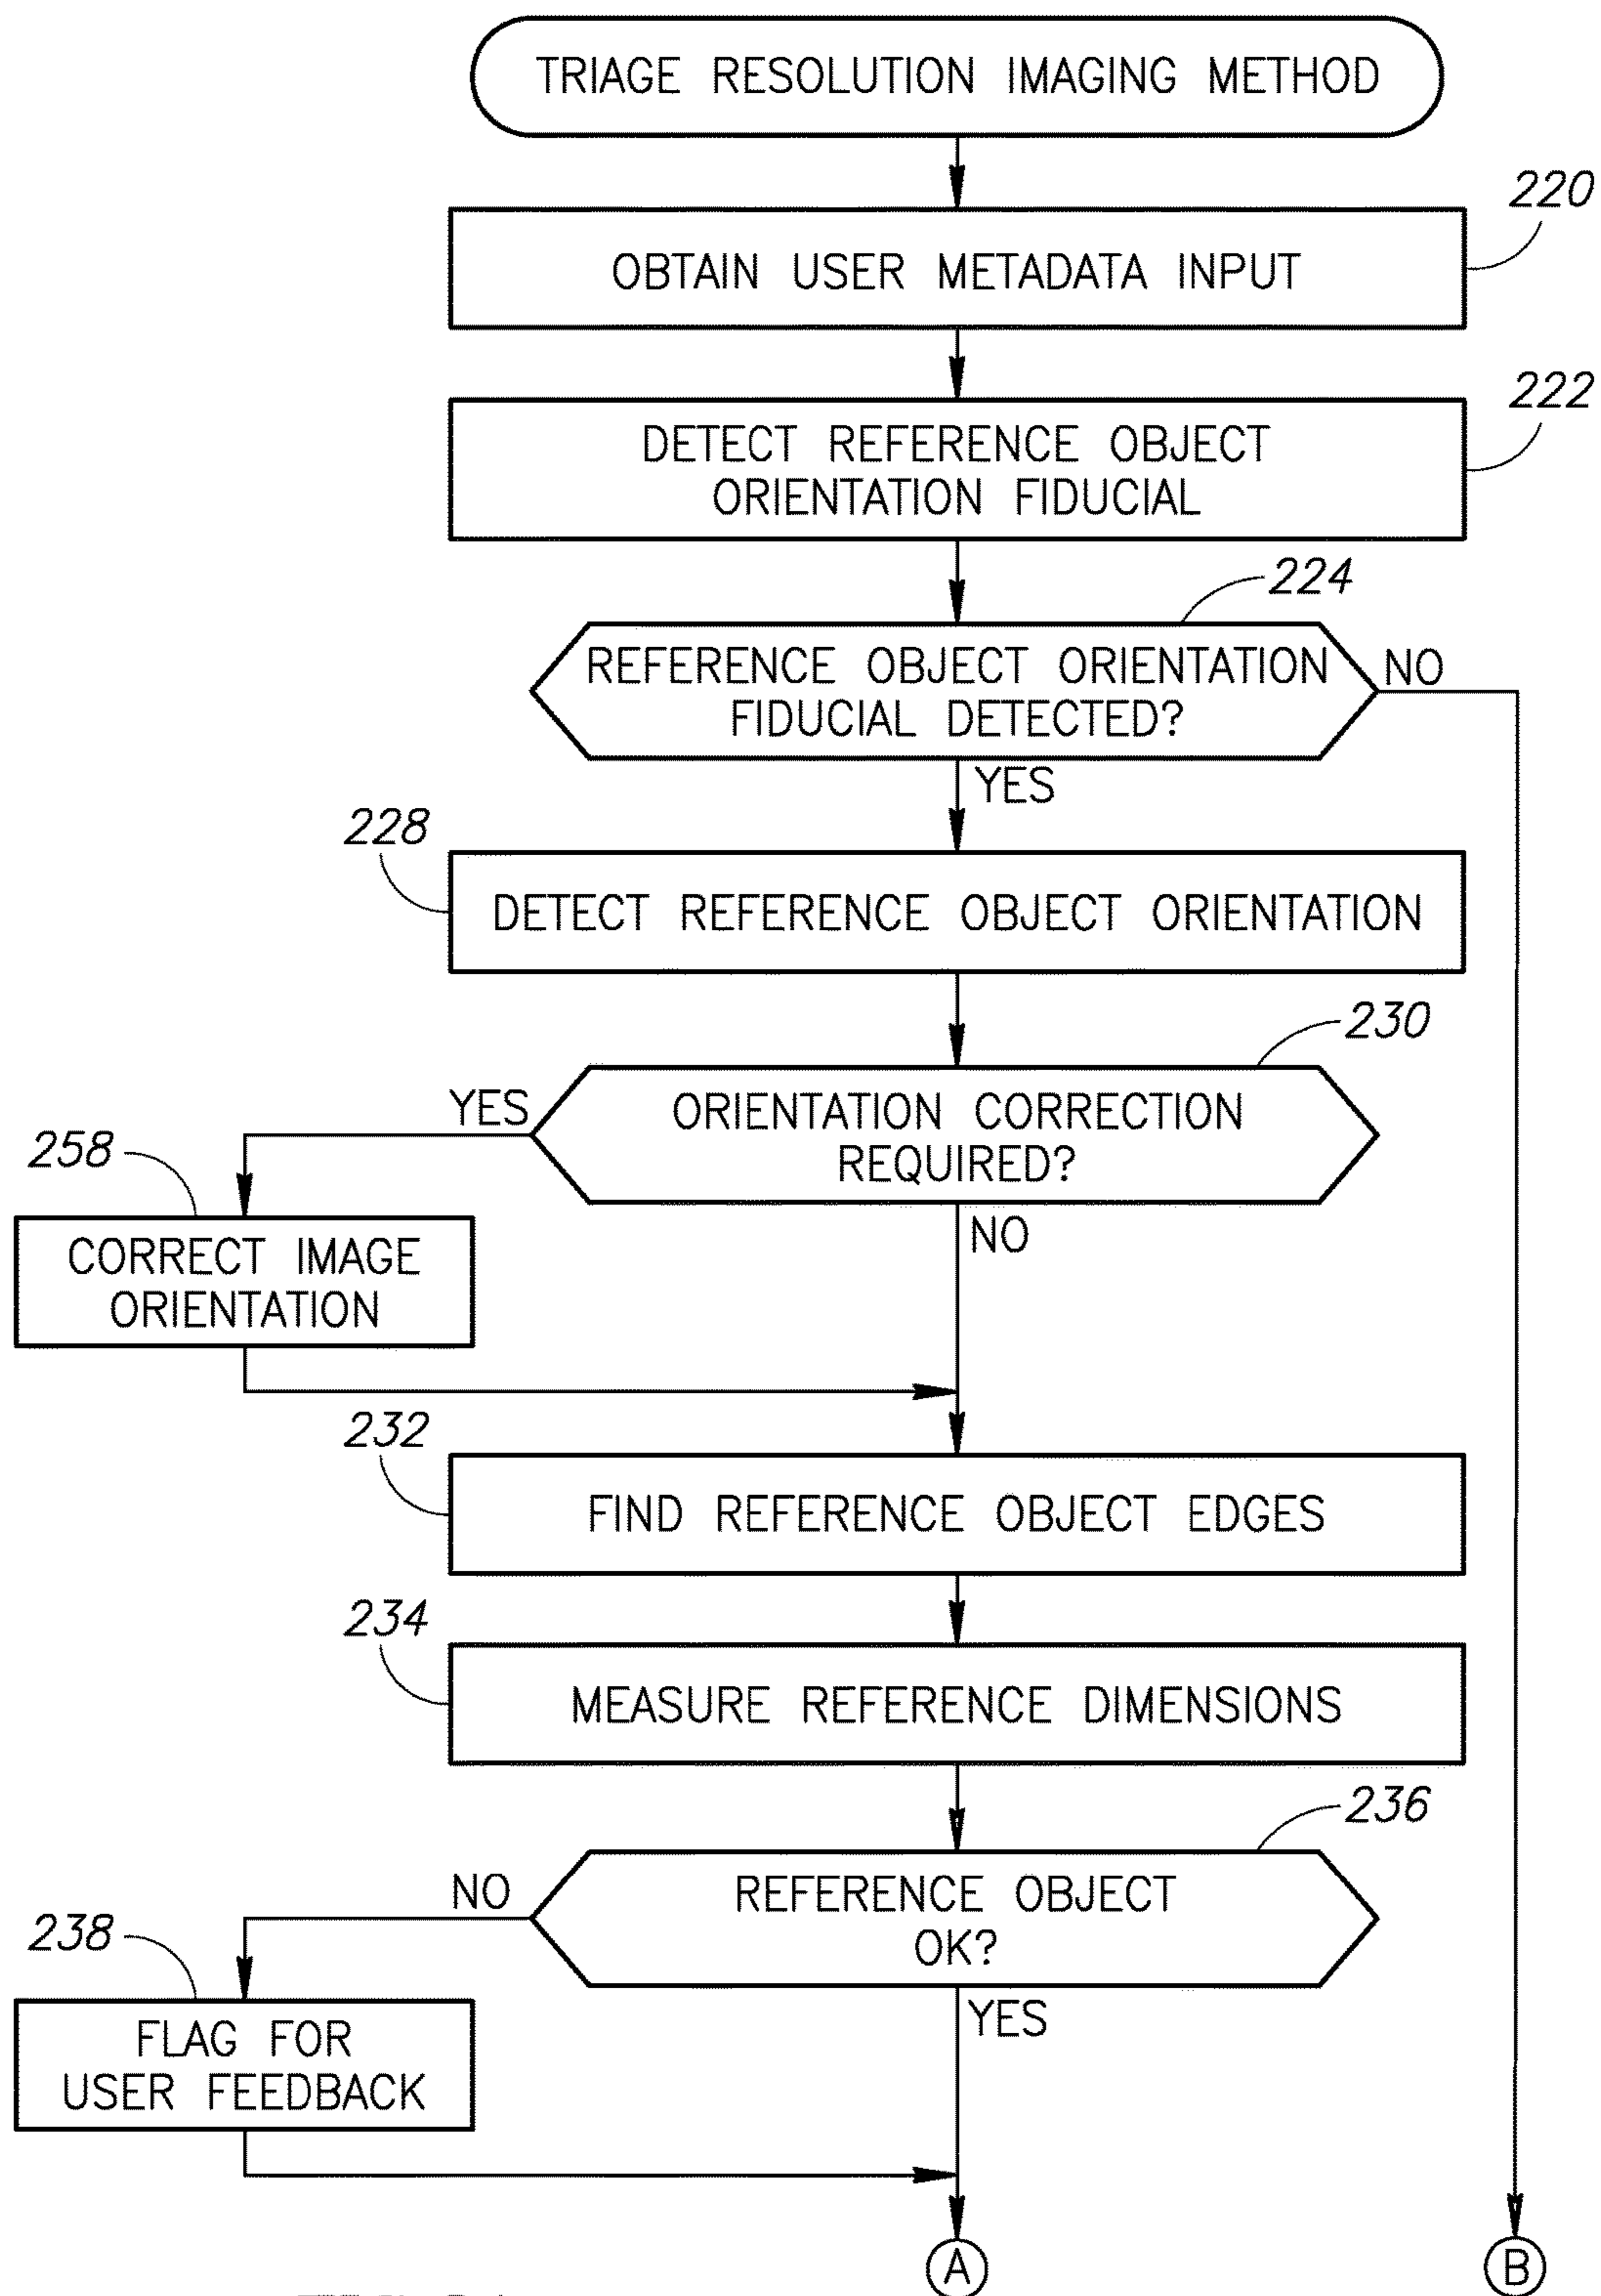 TRIAGE RESOLUTION IMAGING METHOD
220
OBTAIN USER METADATA INPUT
222
DETECT REFERENCE OBJECT
ORIENTATION FIDUCIAL
224
REFERENCE OBJECT ORIENTATION
FIDUCIAL DETECTED?
NO
YES
228
DETECT REFERENCE OBJECT ORIENTATION
230
YES
ORIENTATION CORRECTION
REQUIRED?
258
NO
CORRECT IMAGE
ORIENTATION
232
FIND REFERENCE OBJECT EDGES
234
MEASURE REFERENCE DIMENSIONS
236
NO
REFERENCE OBJECT
OK?
238
YES
FLAG FOR
USER FEEDBACK
A
B